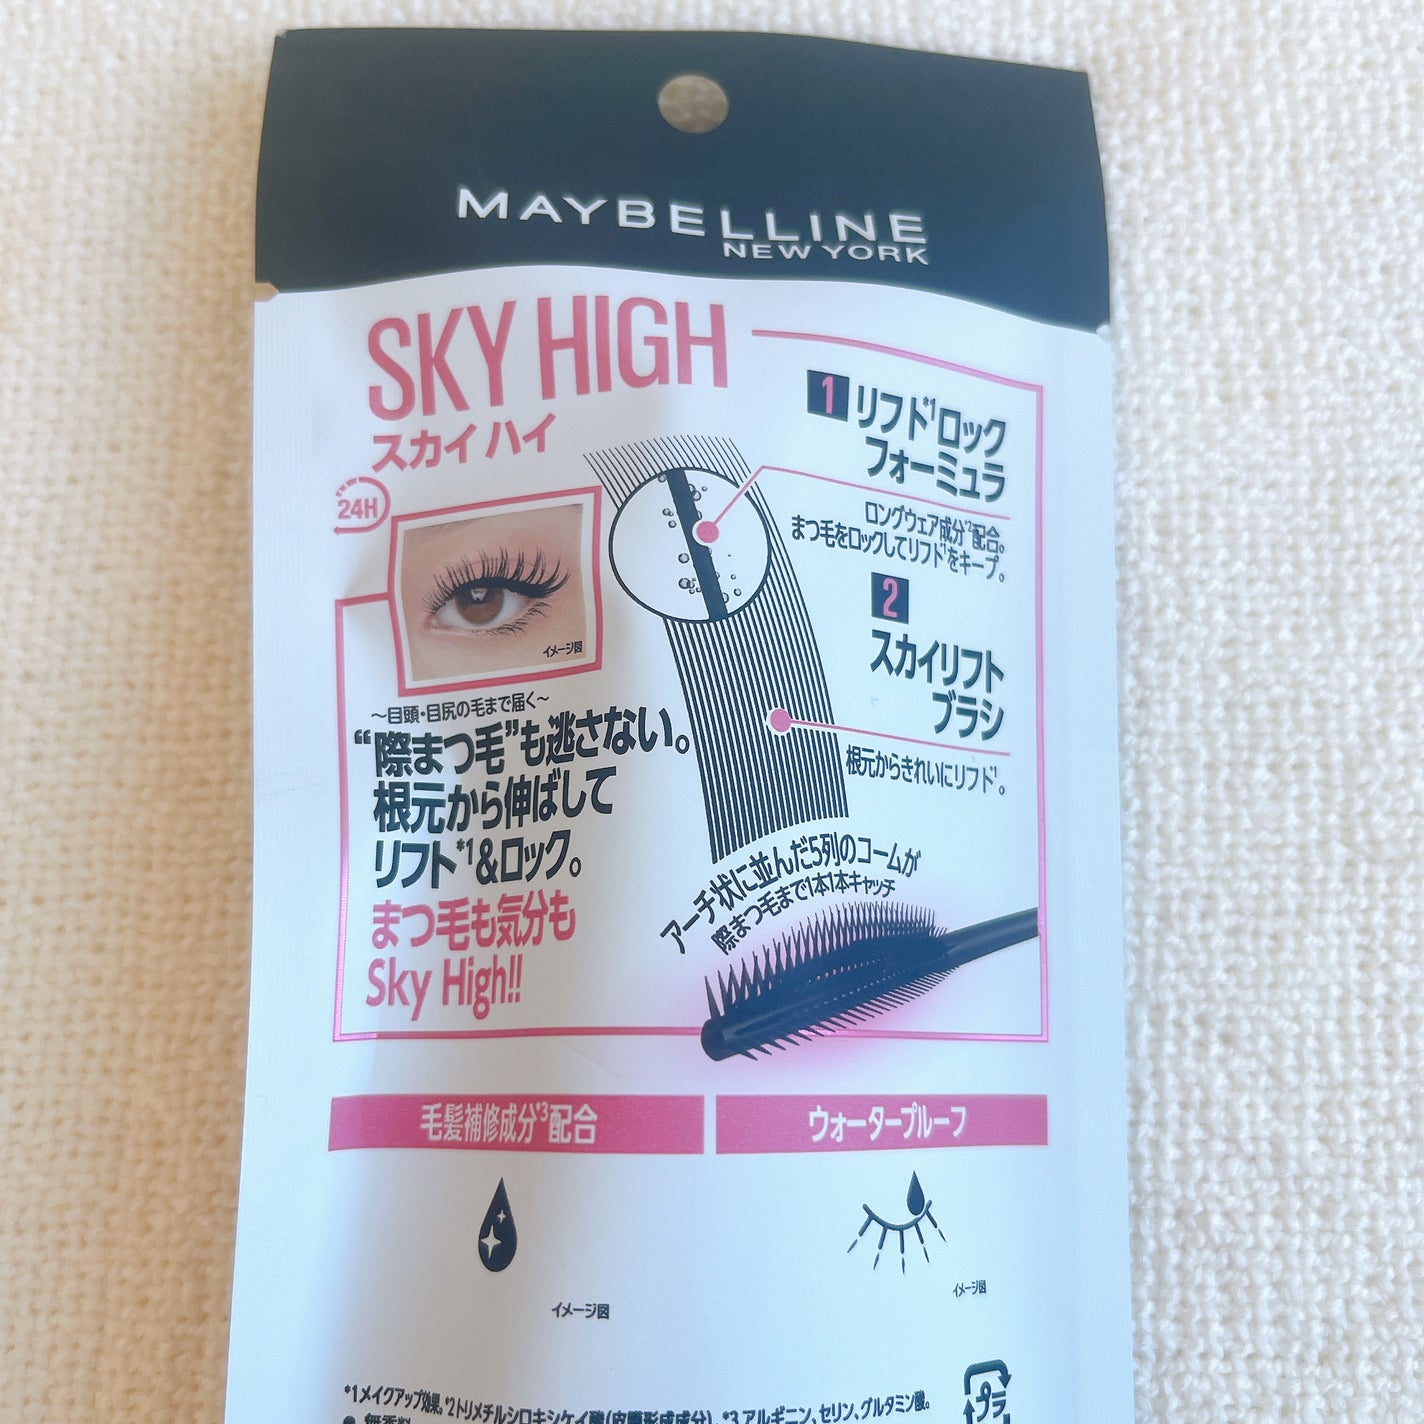 MAYBELLINE
NEW YORK
SKY HIGH
スカイ ハイ
24H
イメージ図
～目頭・目尻の毛まで届く～
“際まつ毛”も逃さない。
根元から伸ばして
リフト*1&ロック。
まつ毛も気分も
Sky High!!
1 リフト*1ロック
フォーミュラ
ロングウェア成分*2配合。
まつ毛をロックしてリフト*1をキープ。
2
スカイリフト
ブラシ
根元からきれいにリフト*1。
アーチ状に並んだ5列のコームが
際まつ毛まで1本1本キャッチ
毛髪補修成分*3配合
ウォータープルーフ
イメージ図
イメージ図
*1メイクアップ効果。*2トリメチルシロキシケイ酸(皮膜形成成分)。*3 アルギニン、セリン、グルタミン酸。
● 無香料
プラ